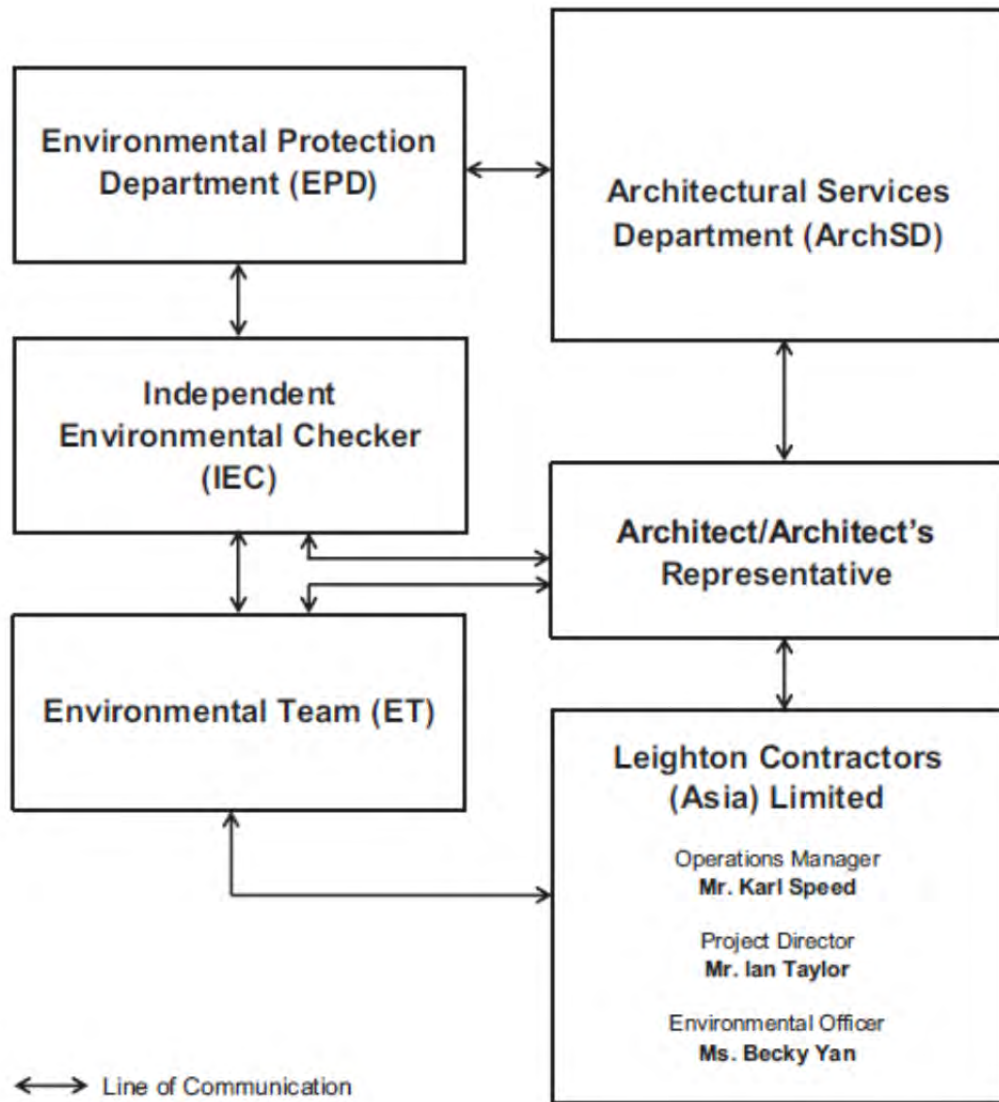 Environmental Protection
Department (EPD)
Architectural Services
Department (ArchSD)
Independent
Environmental Checker
(IEC)
Architect/Architect's
Representative
Environmental Team (ET)
Leighton Contractors
(Asia) Limited
Operations Manager
Mr. Karl Speed
Project Director
Mr. Ian Taylor
Environmental Officer
Ms. Becky Yan
Line of Communication